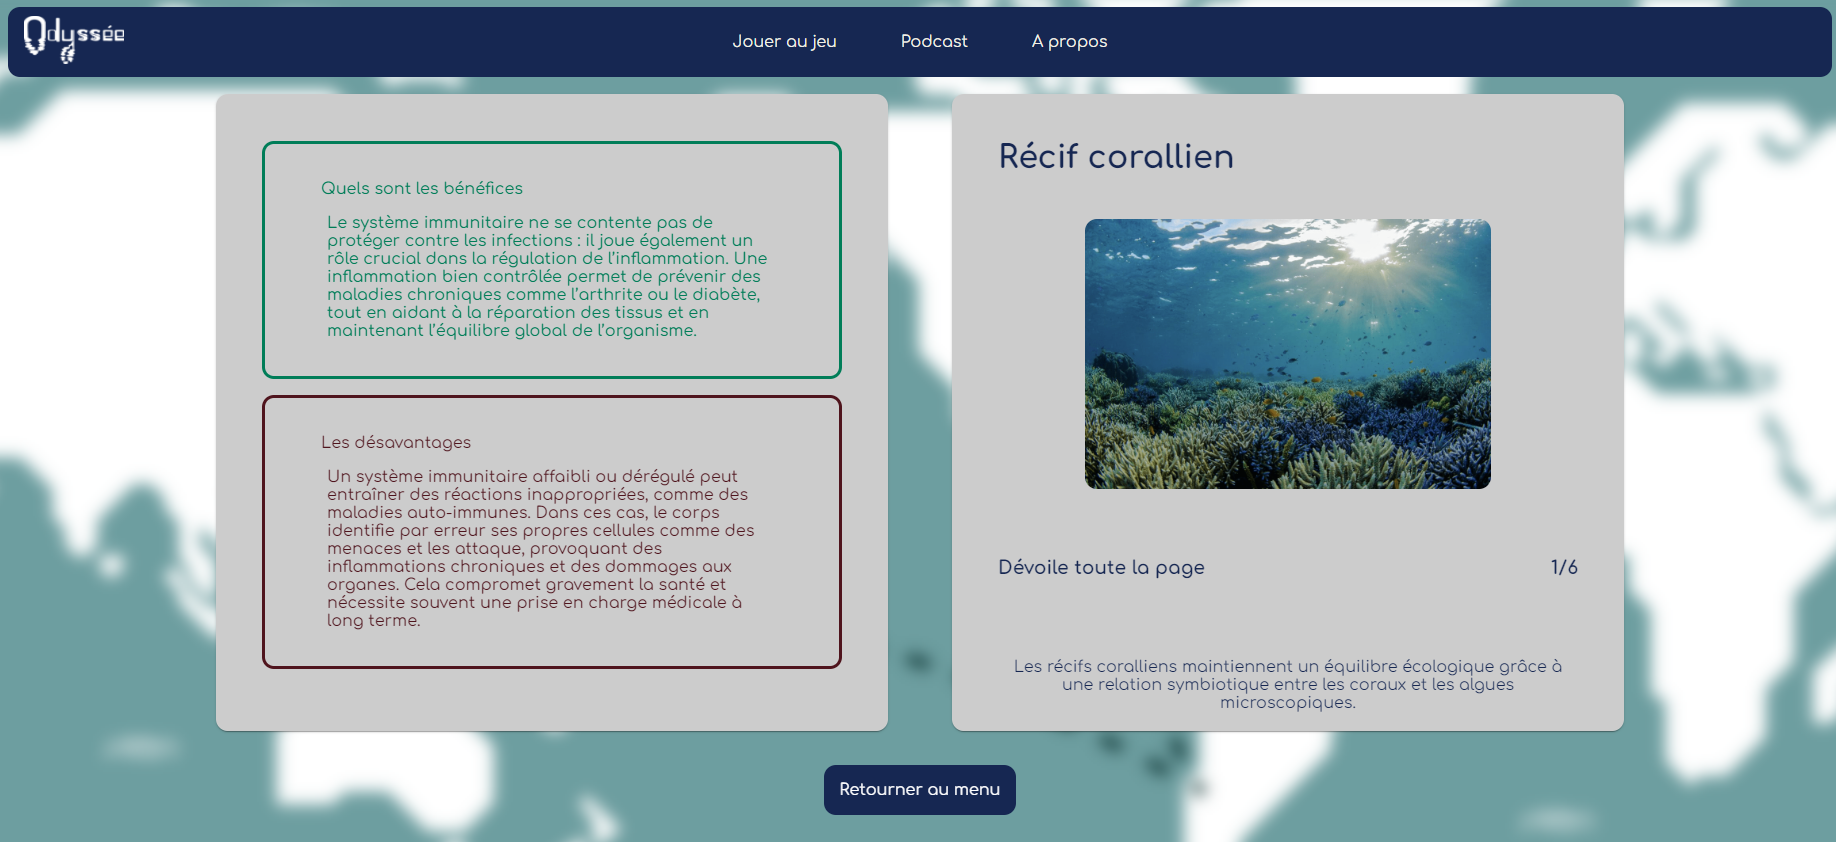 Odyssée
Jouer au jeu
Podcast
A propos
Quels sont les bénéfices
Le système immunitaire ne se contente pas de
protéger contre les infections : il joue également un
rôle crucial dans la régulation de l'inflammation. Une
inflammation bien contrôlée permet de prévenir des
maladies chroniques comme l'arthrite ou le diabète,
tout en aidant à la réparation des tissus et en
maintenant l'équilibre global de l'organisme.
Les désavantages
Un système immunitaire affaibli ou dérégulé peut
entraîner des réactions inappropriées, comme des
maladies auto-immunes. Dans ces cas, le corps
identifie par erreur ses propres cellules comme des
menaces et les attaque, provoquant des
inflammations chroniques et des dommages aux
organes. Cela compromet gravement la santé et
nécessite souvent une prise en charge médicale à
long terme.
Récif corallien
Dévoile toute la page
1/6
Les récifs coralliens maintiennent un équilibre écologique grâce à
une relation symbiotique entre les coraux et les algues
microscopiques.
Retourner au menu